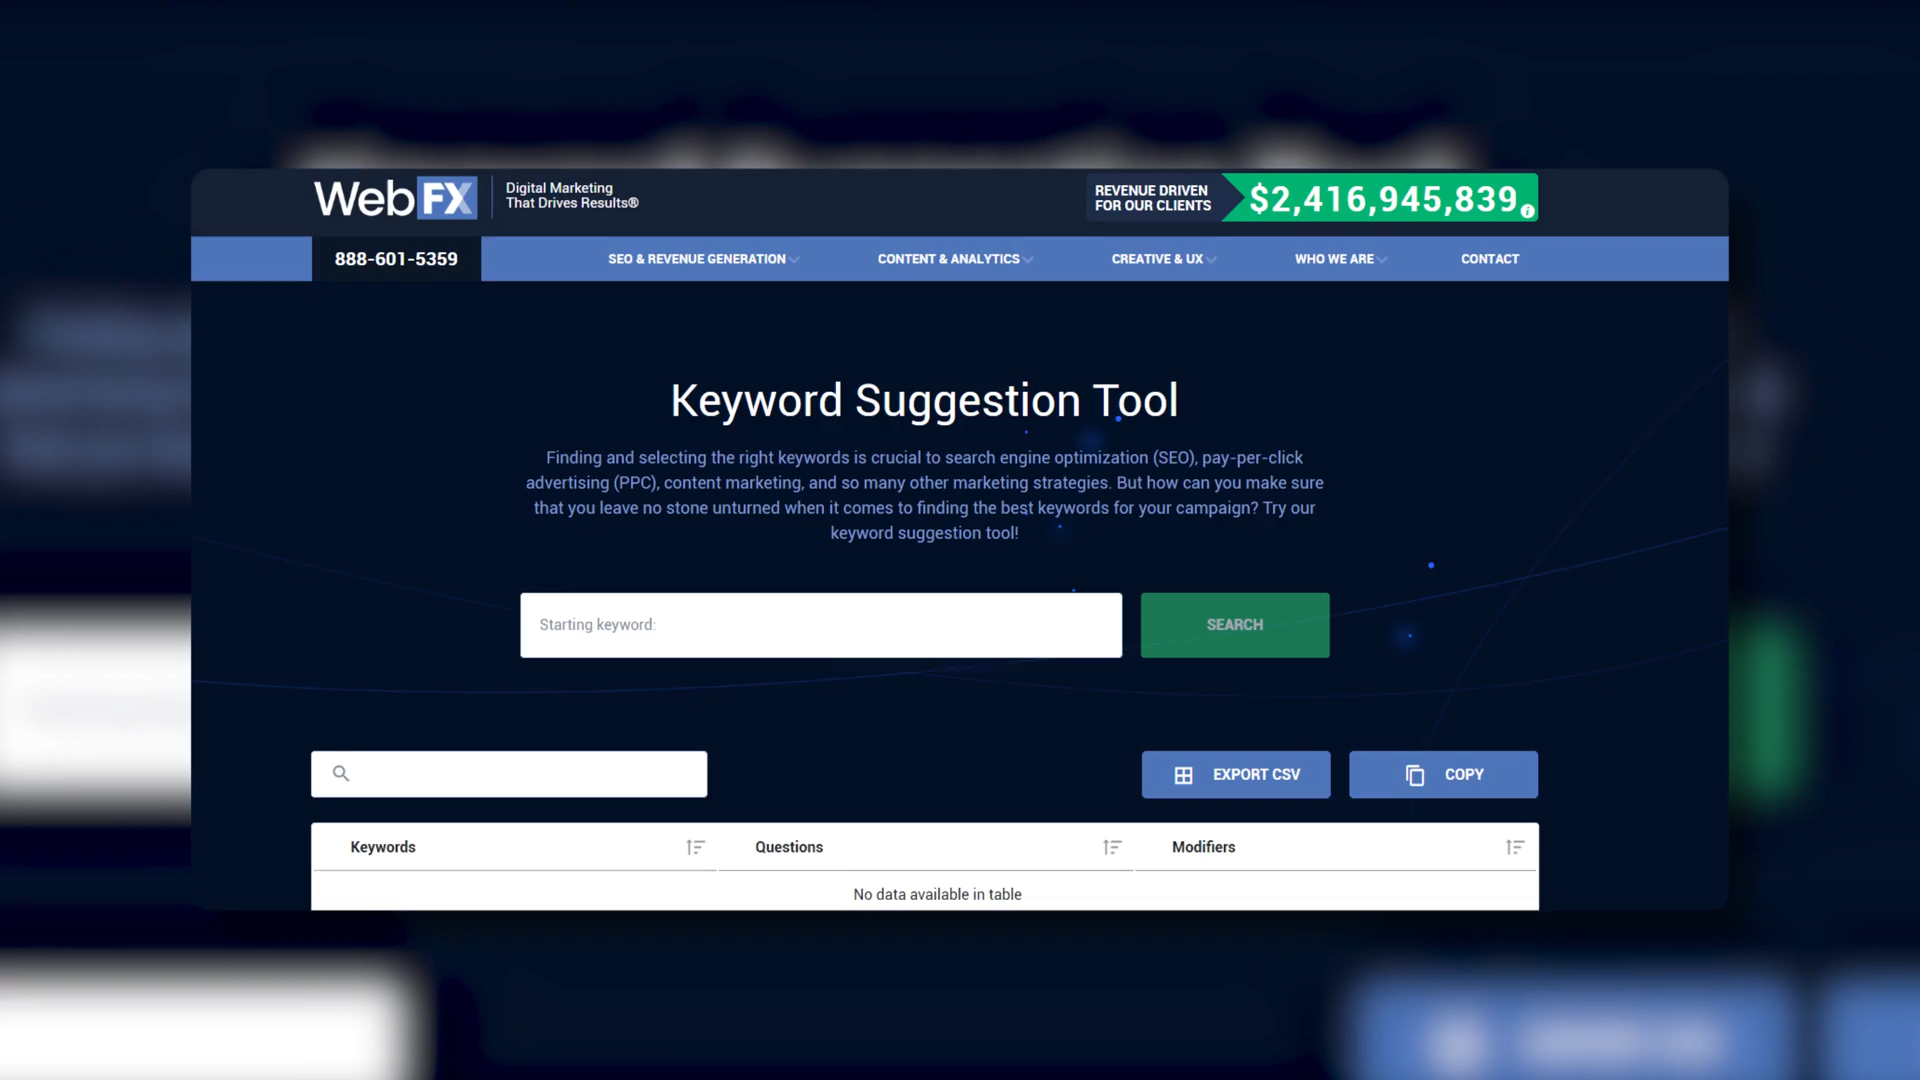 WebFX
Digital Marketing
That Drives Results®
REVENUE DRIVEN
FOR OUR CLIENTS
$2,416,945,839
888-601-5359
SEO & REVENUE GENERATION
CONTENT & ANALYTICS
CREATIVE & UX
WHO WE ARE
CONTACT
Keyword Suggestion Tool
Finding and selecting the right keywords is crucial to search engine optimization (SEO), pay-per-click
advertising (PPC), content marketing, and so many other marketing strategies. But how can you make sure
that you leave no stone unturned when it comes to finding the best keywords for your campaign? Try our
keyword suggestion tool!
Starting keyword:
SEARCH
EXPORT CSV
COPY
Keywords
Questions
Modifiers
No data available in table